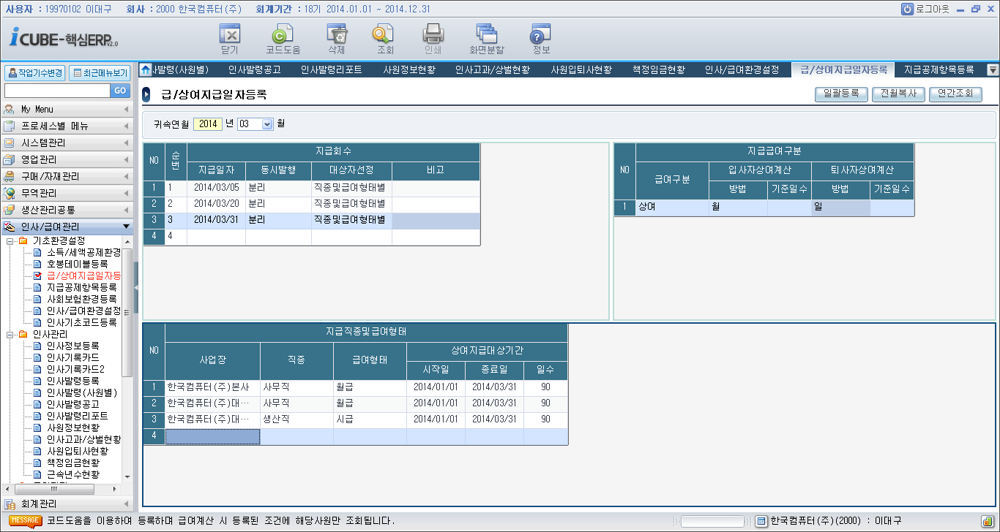 사용자 : 19970102 이대구 회사 : 2000 한국컴퓨터(주) 회계기간 : 18기 2014.01.01 ~ 2014.12.31 로그아웃
iCUBE-핵심ERP v2.0
닫기 코드도움 삭제 조회 인쇄 화면분할 정보
작업기수변경 최근메뉴보기
발령(사원별) 인사발령공고 인사발령리포트 사원정보현황 인사고과/상벌현황 사원입퇴사현황 책정임금현황 인사/급여환경설정 급/상여지급일자등록 지급공제항목등록
GO
급/상여지급일자등록 일괄등록 전월복사 연간조회
귀속연월 2014 년 03 월
My Menu
프로세스별 메뉴
시스템관리
영업관리
구매/자재관리
무역관리
생산관리공통
인사/급여관리
기초환경설정
소득/세액공제환경
호봉테이블등록
급/상여지급일자등
지급공제항목등록
사회보험환경등록
인사/급여환경설정
인사기초코드등록
인사관리
인사정보등록
인사기록카드
인사기록카드2
인사발령등록
인사발령(사원별)
인사발령공고
인사발령리포트
사원정보현황
인사고과/상벌현황
사원입퇴사현황
책정임금현황
근속년수현황
회계관리
NO 순번 지급회수
지급일자 동시발행 대상자선정 비고
1 1 2014/03/05 분리 직종및급여형태별
2 2 2014/03/20 분리 직종및급여형태별
3 3 2014/03/31 분리 직종및급여형태별
4 4
NO 지급급여구분
급여구분 입사자상여계산 퇴사자상여계산
방법 기준일수 방법 기준일수
1 상여 월 일
NO 지급직종및급여형태
사업장 직종 급여형태 상여지급대상기간
시작일 종료일 일수
1 한국컴퓨터(주)본사 사무직 월급 2014/01/01 2014/03/31 90
2 한국컴퓨터(주)대… 사무직 월급 2014/01/01 2014/03/31 90
3 한국컴퓨터(주)대… 생산직 시급 2014/01/01 2014/03/31 90
4
MESSAGE 코드도움을 이용하여 등록하며 급여계산 시 등록된 조건에 해당사원만 조회됩니다. 한국컴퓨터(주)(2000) : 이대구